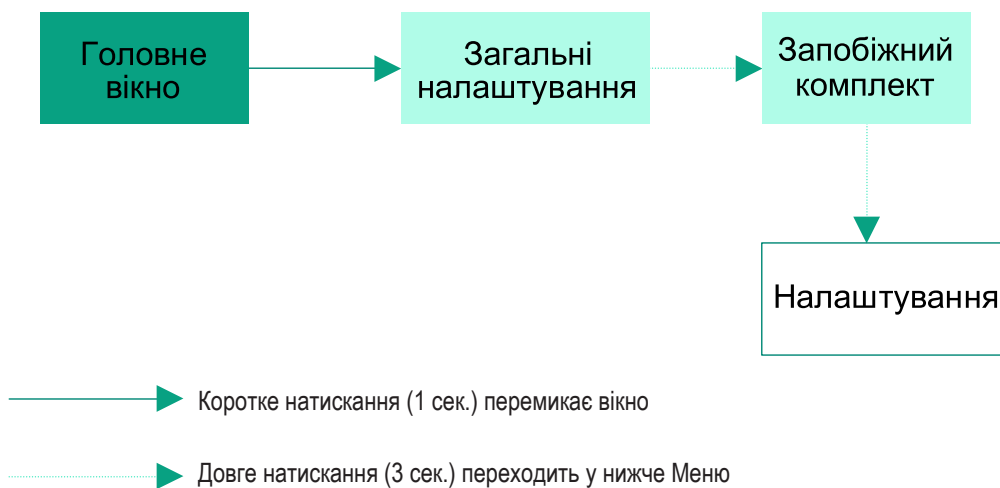 Головне
вікно
Загальні
налаштування
Запобіжний
комплект
Налаштування
Коротке натискання (1 сек.) перемикає вікно
Довге натискання (3 сек.) переходить у нижче Меню